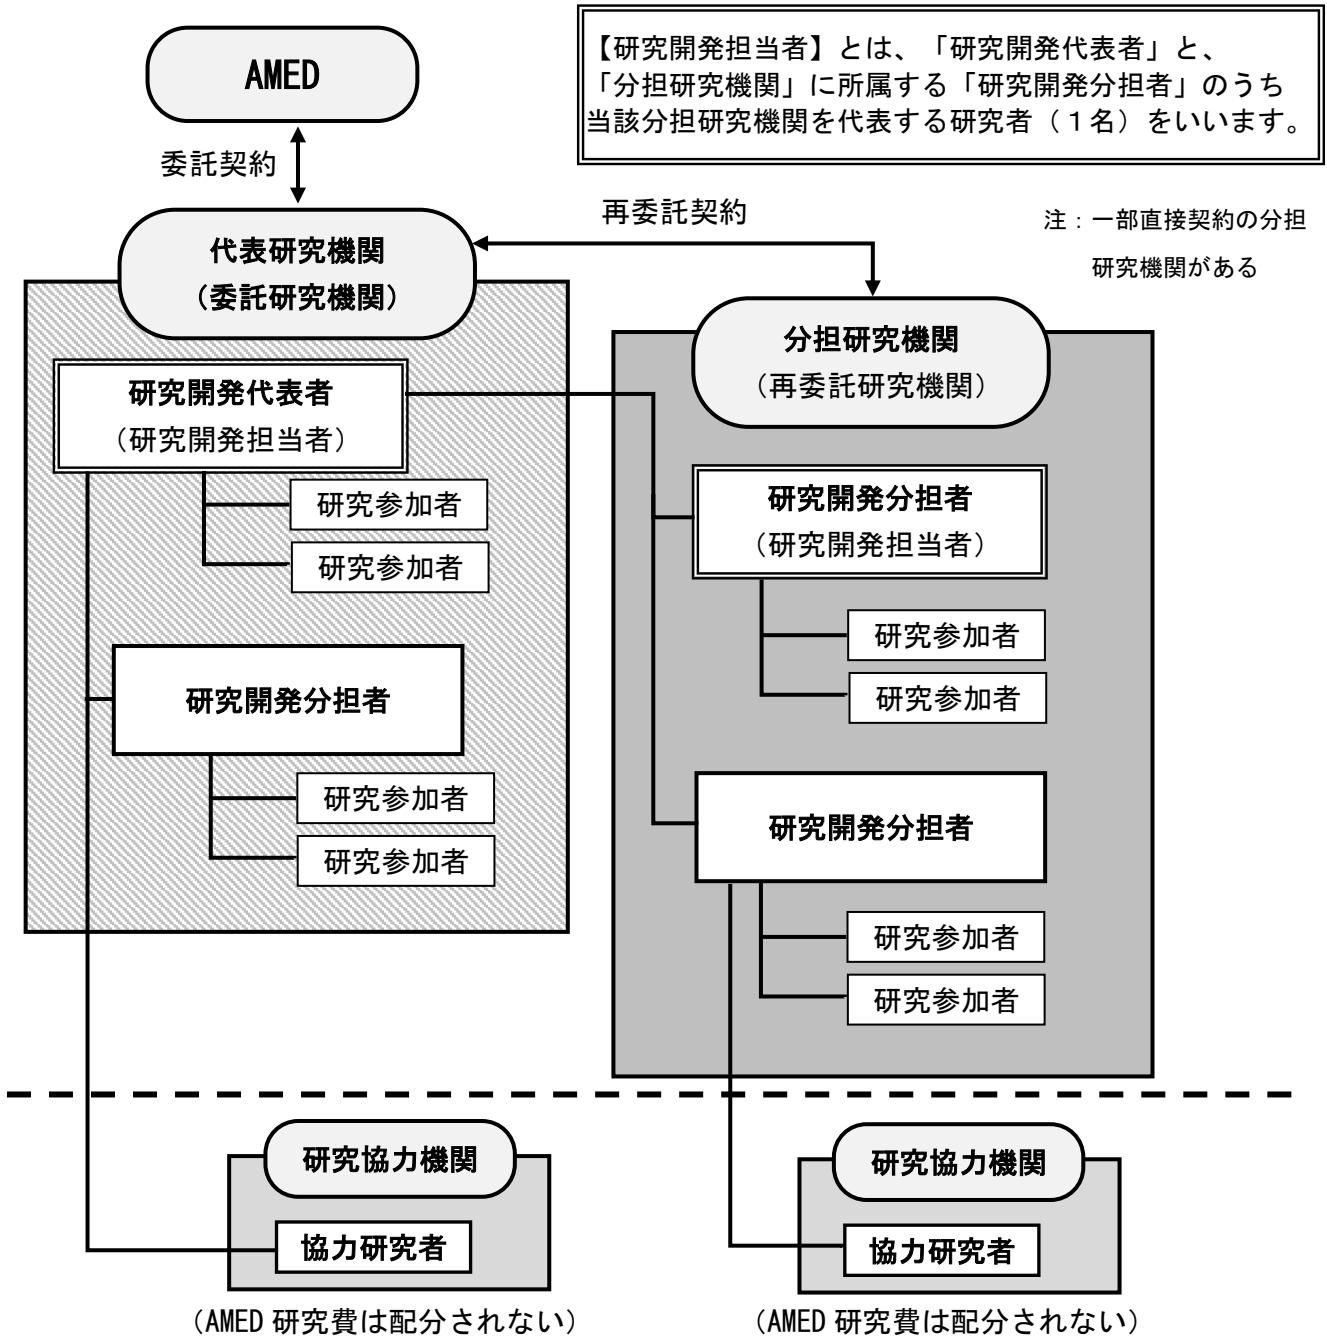 AMED
【研究開発担当者】とは、「研究開発代表者」と、
「分担研究機関」に所属する「研究開発分担者」のうち
当該分担研究機関を代表する研究者（１名）をいいます。
委託契約
再委託契約
注：一部直接契約の分担
研究機関がある
代表研究機関
（委託研究機関）
研究開発代表者
（研究開発担当者）
研究参加者
研究参加者
研究開発分担者
研究参加者
研究参加者
分担研究機関
（再委託研究機関）
研究開発分担者
（研究開発担当者）
研究参加者
研究参加者
研究開発分担者
研究参加者
研究参加者
研究協力機関
協力研究者
（AMED 研究費は配分されない）
研究協力機関
協力研究者
（AMED 研究費は配分されない）